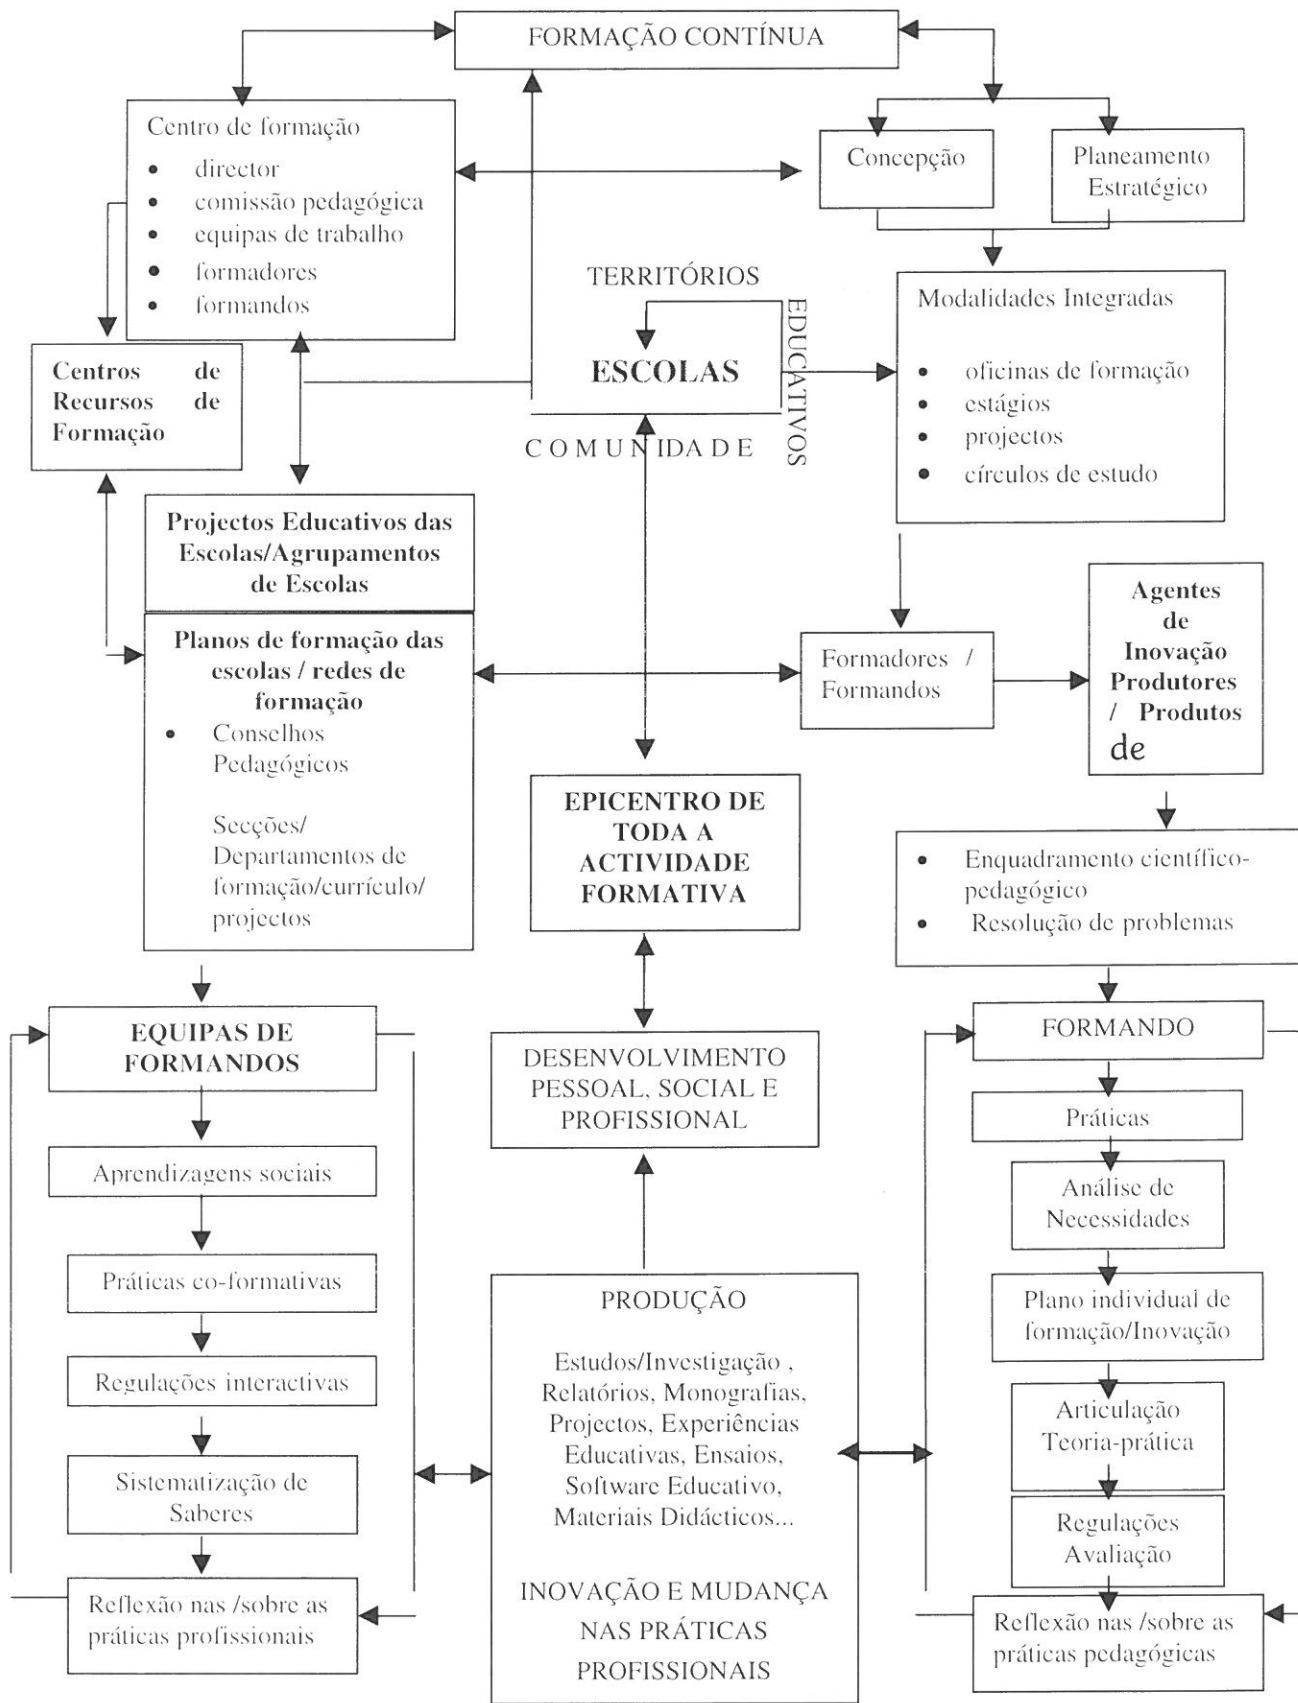 FORMAÇÃO CONTÍNUA
Centro de formação
• director
• comissão pedagógica
• equipas de trabalho
• formadores
• formandos
Concepção
Planeamento
Estratégico
Centros de
Recursos de
Formação
TERRITÓRIOS
EDUCATIVOS
ESCOLAS
C O M U N IDA D E
Modalidades Integradas
• oficinas de formação
• estágios
• projectos
• círculos de estudo
Projectos Educativos das
Escolas/Agrupamentos
de Escolas
Planos de formação das
escolas / redes de
formação
• Conselhos
Pedagógicos
Secções/
Departamentos de
formação/currículo/
projectos
Formadores /
Formandos
Agentes
de
Inovação
Produtores
/ Produtos
de
EPICENTRO DE
TODA A
ACTIVIDADE
FORMATIVA
• Enquadramento científico-
pedagógico
• Resolução de problemas
EQUIPAS DE
FORMANDOS
Aprendizagens sociais
Práticas co-formativas
Regulações interactivas
Sistematização de
Saberes
Reflexão nas /sobre as
práticas profissionais
DESENVOLVIMENTO
PESSOAL, SOCIAL E
PROFISSIONAL
PRODUÇÃO
Estudos/Investigação ,
Relatórios, Monografias,
Projectos, Experiências
Educativas, Ensaios,
Software Educativo,
Materiais Didácticos...
INOVAÇÃO E MUDANÇA
NAS PRÁTICAS
PROFISSIONAIS
FORMANDO
Práticas
Análise de
Necessidades
Plano individual de
formação/Inovação
Articulação
Teoria-prática
Regulações
Avaliação
Reflexão nas /sobre as
práticas pedagógicas